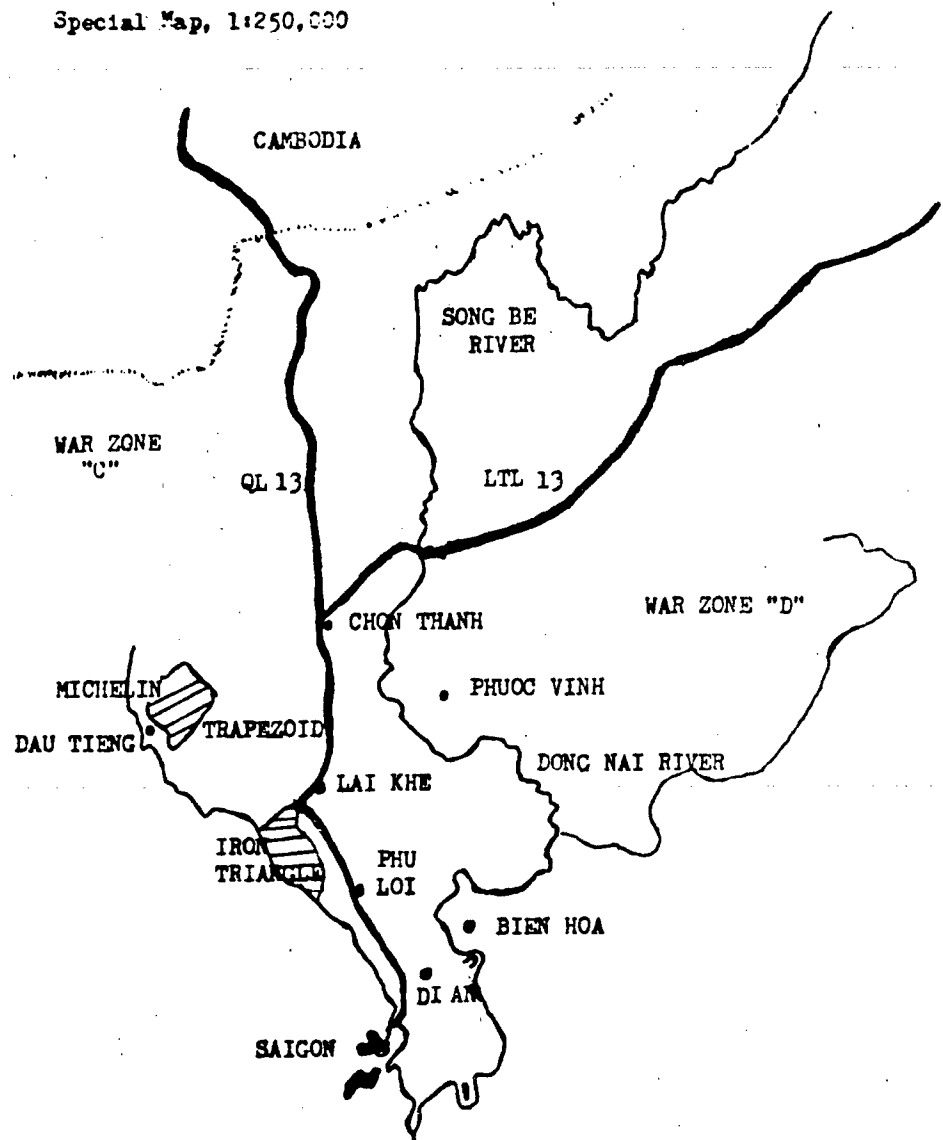 Special Map, 1:250,000
CAMBODIA
SONG BE
RIVER
WAR ZONE
"C"
QL 13
LTL 13
WAR ZONE "D"
CHON THANH
MICHELIN
PHUOC VINH
DAU TIENG
TRAPEZOID
DONG NAI RIVER
LAI KHE
IRON
TRIANGLE
PHU
LOI
BIEN HOA
DI AN
SAIGON